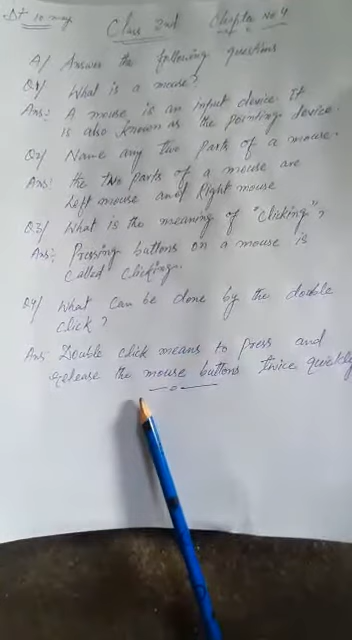 Dt 10 may
Class 2nd Chapter No 4
A/ Answer the following questions
Q1/ What is a mouse?
Ans: A mouse is an input device. It
is also known as the pointing device.
Q2/ Name any two parts of a mouse.
Ans: the two parts of a mouse are
Left mouse and Right mouse
Q3/ What is the meaning of "clicking"?
Ans: Pressing buttons on a mouse is
called clicking.
Q4/ What can be done by the double
click?
Ans: Double click means to press and
release the mouse buttons twice quickly